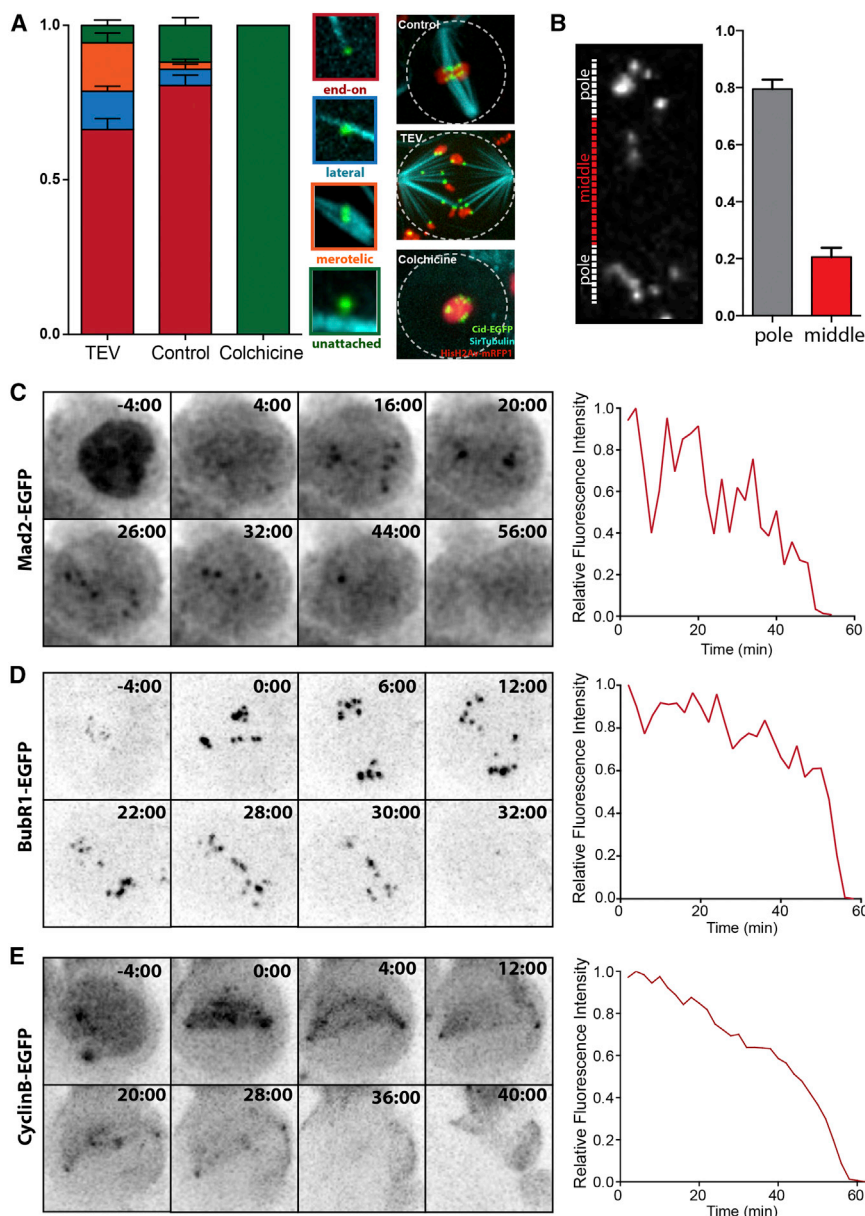 A
1.0
0.5
0.0
TEV
Control
Colchicine
end-on
lateral
merotelic
unattached
Control
TEV
Colchicine
Cid-EGFP
SirTubulin
HisH2Av-mRFP1
B
pole
middle
pole
1.0
0.8
0.6
0.4
0.2
0.0
pole
middle
C
Mad2-EGFP
-4:00
4:00
16:00
20:00
26:00
32:00
44:00
56:00
Relative Fluorescence Intensity
1.0
0.8
0.6
0.4
0.2
0.0
0
20
40
60
Time (min)
D
BubR1-EGFP
-4:00
0:00
6:00
12:00
22:00
28:00
30:00
32:00
Relative Fluorescence Intensity
1.0
0.8
0.6
0.4
0.2
0.0
0
20
40
60
Time (min)
E
CyclinB-EGFP
-4:00
0:00
4:00
12:00
20:00
28:00
36:00
40:00
Relative Fluorescence Intensity
1.0
0.8
0.6
0.4
0.2
0.0
0
20
40
60
Time (min)